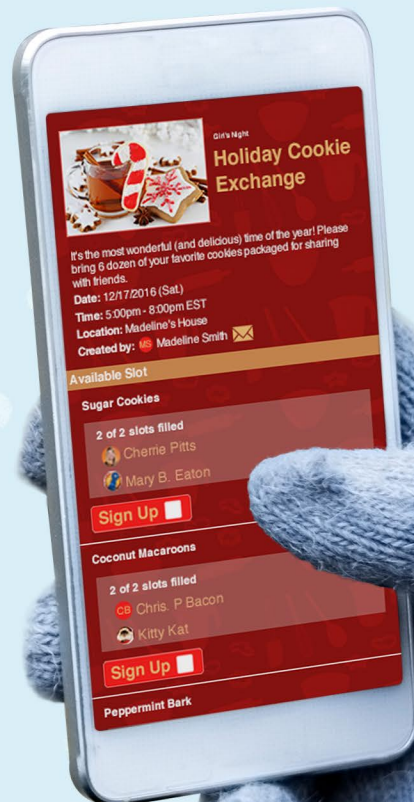 Girl's Night
Holiday Cookie
Exchange
It's the most wonderful (and delicious) time of the year! Please
bring 6 dozen of your favorite cookies packaged for sharing
with friends.
Date: 12/17/2016 (Sat.)
Time: 5:00pm - 8:00pm EST
Location: Madeline's House
Created by: MS Madeline Smith
Available Slot
Sugar Cookies
2 of 2 slots filled
Cherrie Pitts
Mary B. Eaton
Sign Up
Coconut Macaroons
2 of 2 slots filled
CB Chris. P Bacon
Kitty Kat
Sign Up
Peppermint Bark